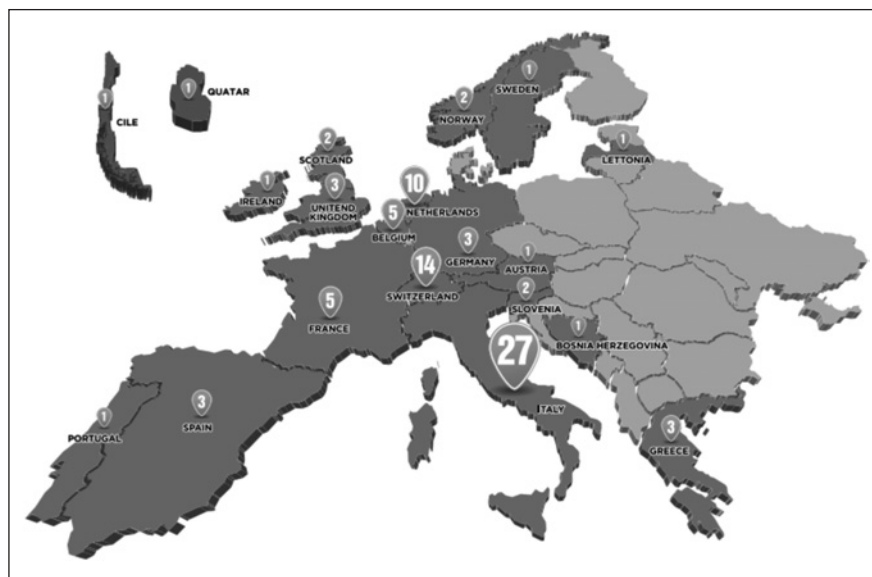 1
CILE
1
QUATAR
2
NORWAY
1
SWEDEN
1
LETTONIA
2
SCOTLAND
1
IRELAND
3
UNITEND
KINGDOM
10
NETHERLANDS
5
BELGIUM
3
GERMANY
14
SWITZERLAND
1
AUSTRIA
2
SLOVENIA
1
BOSNIA HERZEGOVINA
5
FRANCE
27
ITALY
1
PORTUGAL
3
SPAIN
3
GREECE